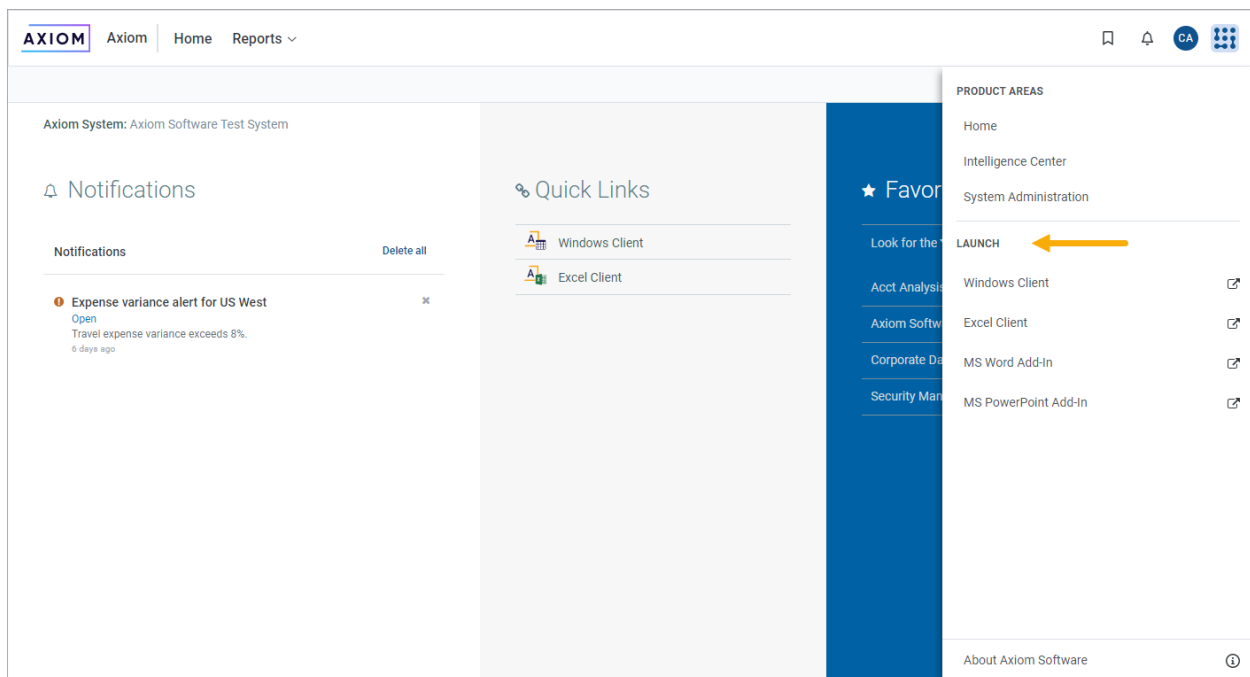 AXIOM Axiom Home Reports
CA
Axiom System: Axiom Software Test System
Notifications
Notifications Delete all
Expense variance alert for US West
Open
Travel expense variance exceeds 8%.
6 days ago
Quick Links
Windows Client
Excel Client
Favor
Look for the
Acct Analysis
Axiom Softw
Corporate Da
Security Man
PRODUCT AREAS
Home
Intelligence Center
System Administration
LAUNCH
Windows Client
Excel Client
MS Word Add-In
MS PowerPoint Add-In
About Axiom Software